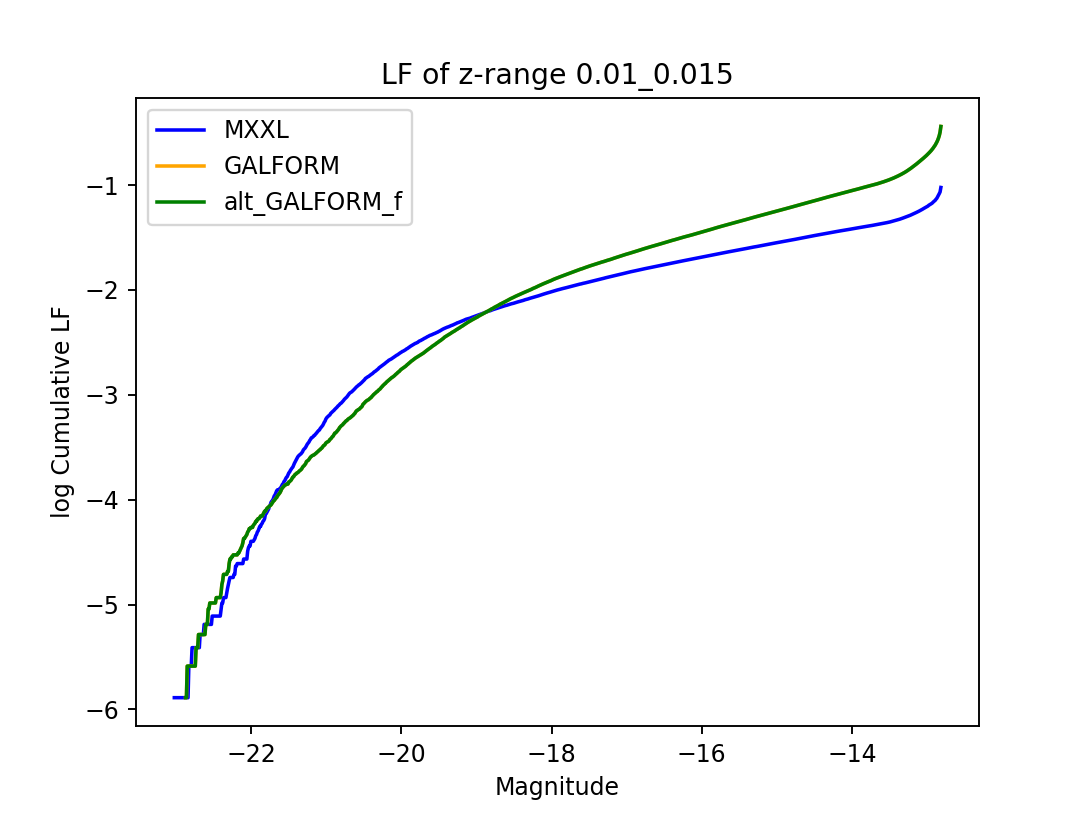 LF of z-range 0.01_0.015
MXXL
GALFORM
alt_GALFORM_f
log Cumulative LF
−1
−2
−3
−4
−5
−6
−22
−20
−18
−16
−14
Magnitude